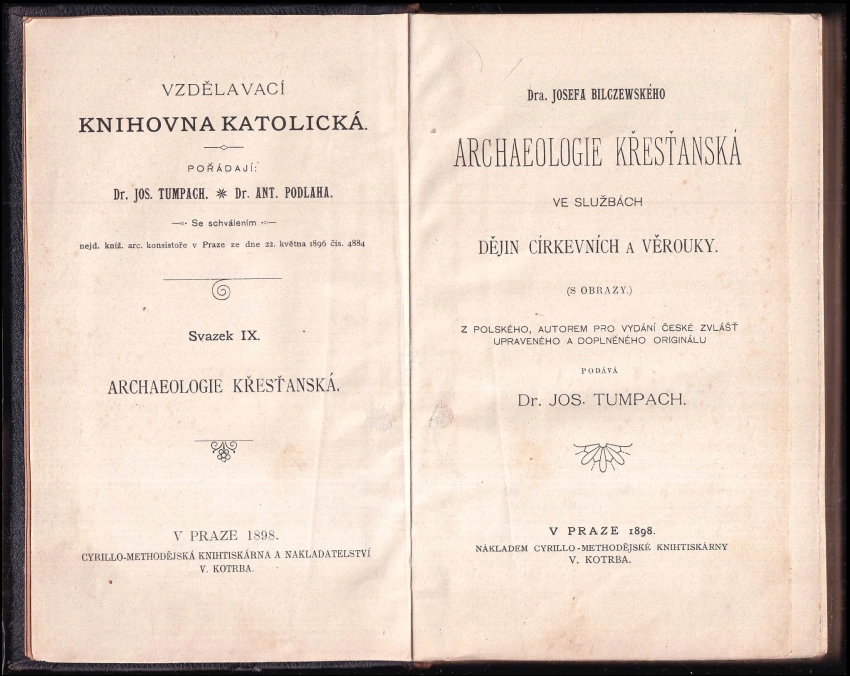 VZDĚLAVACÍ
KNIHOVNA KATOLICKÁ.
POŘÁDAJÍ:
Dr. JOS. TUMPACH. ✳ Dr. ANT. PODLAHA.
Se schválením
nejd. kníž. arc. konsistoře v Praze ze dne 22. května 1896 čís. 4884
Svazek IX.
ARCHAEOLOGIE KŘESŤANSKÁ.
V PRAZE 1898.
CYRILLO-METHODĚJSKÁ KNIHTISKÁRNA A NAKLADATELSTVÍ
V. KOTRBA.
Dra. JOSEFA BILCZEWSKÉHO
ARCHAEOLOGIE KŘESŤANSKÁ
VE SLUŽBÁCH
DĚJIN CÍRKEVNÍCH A VĚROUKY.
(S OBRAZY.)
Z POLSKÉHO, AUTOREM PRO VYDÁNÍ ČESKÉ ZVLÁŠŤ
UPRAVENÉHO A DOPLNĚNÉHO ORIGINÁLU
PODÁVÁ
Dr. JOS. TUMPACH.
V PRAZE 1898.
NÁKLADEM CYRILLO-METHODĚJSKÉ KNIHTISKÁRNY
V. KOTRBA.